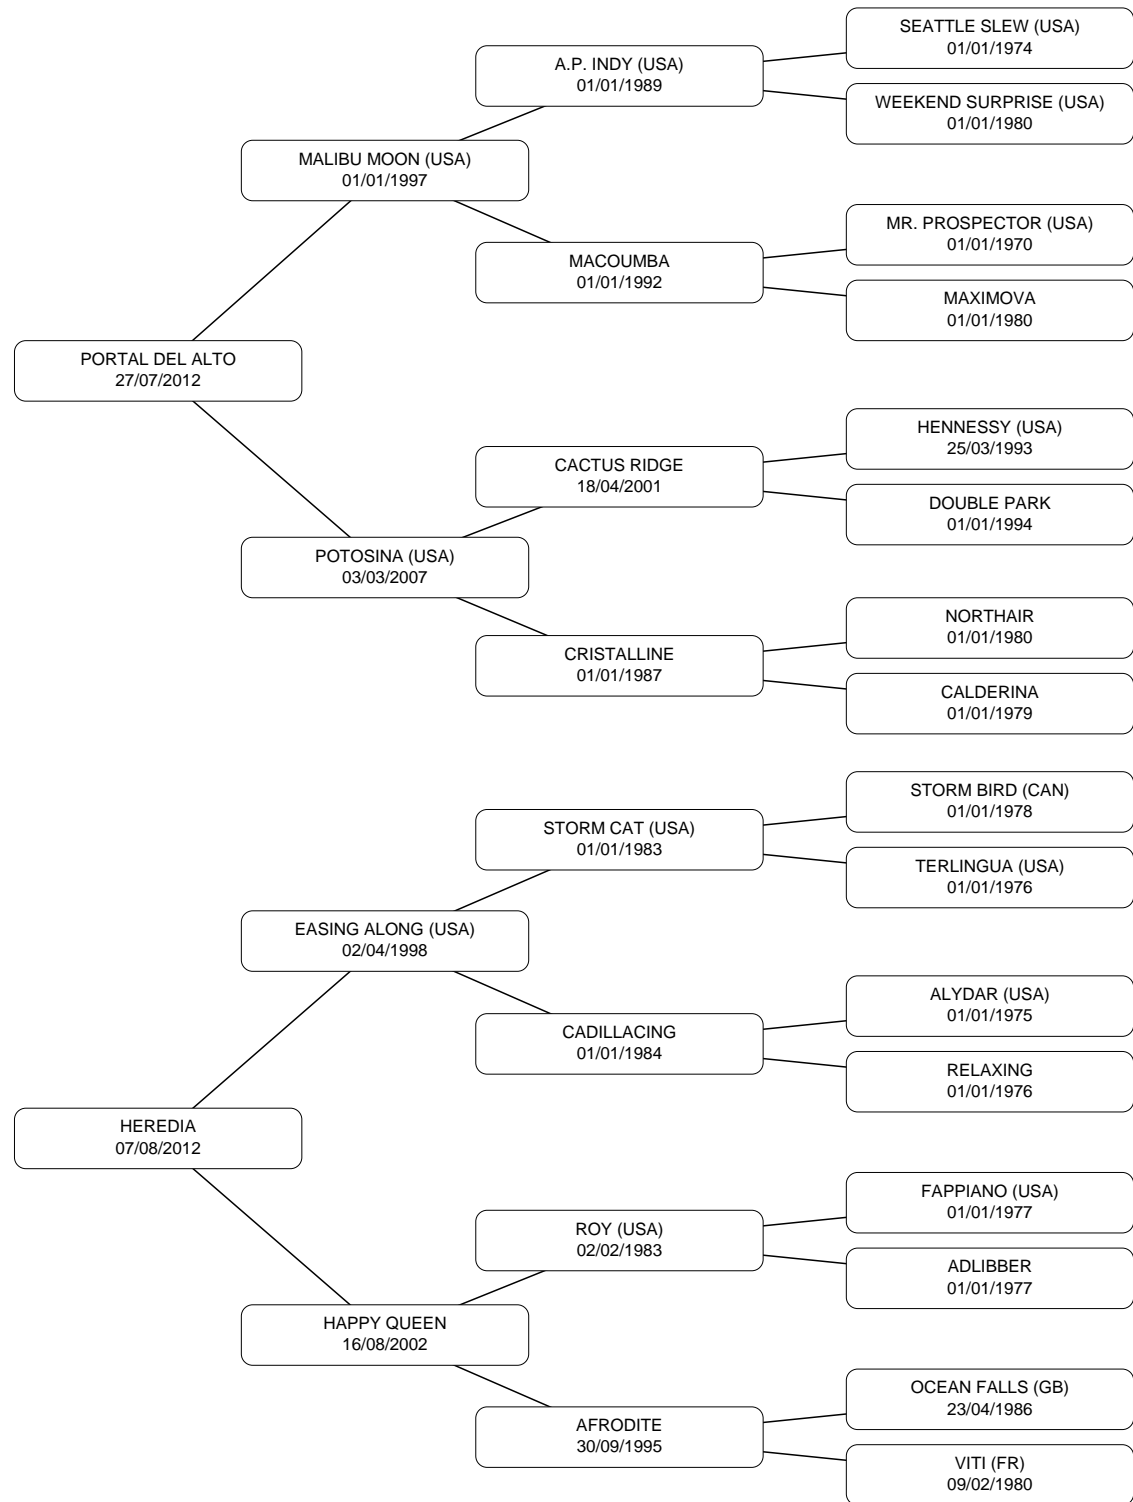 SEATTLE SLEW (USA)
01/01/1974
A.P. INDY (USA)
01/01/1989
WEEKEND SURPRISE (USA)
01/01/1980
MALIBU MOON (USA)
01/01/1997
MR. PROSPECTOR (USA)
01/01/1970
MACOUMBA
01/01/1992
MAXIMOVA
01/01/1980
PORTAL DEL ALTO
27/07/2012
HENNESSY (USA)
25/03/1993
CACTUS RIDGE
18/04/2001
DOUBLE PARK
01/01/1994
POTOSINA (USA)
03/03/2007
NORTHAIR
01/01/1980
CRISTALLINE
01/01/1987
CALDERINA
01/01/1979
STORM BIRD (CAN)
01/01/1978
STORM CAT (USA)
01/01/1983
TERLINGUA (USA)
01/01/1976
EASING ALONG (USA)
02/04/1998
ALYDAR (USA)
01/01/1975
CADILLACING
01/01/1984
RELAXING
01/01/1976
HEREDIA
07/08/2012
FAPPIANO (USA)
01/01/1977
ROY (USA)
02/02/1983
ADLIBBER
01/01/1977
HAPPY QUEEN
16/08/2002
OCEAN FALLS (GB)
23/04/1986
AFRODITE
30/09/1995
VITI (FR)
09/02/1980